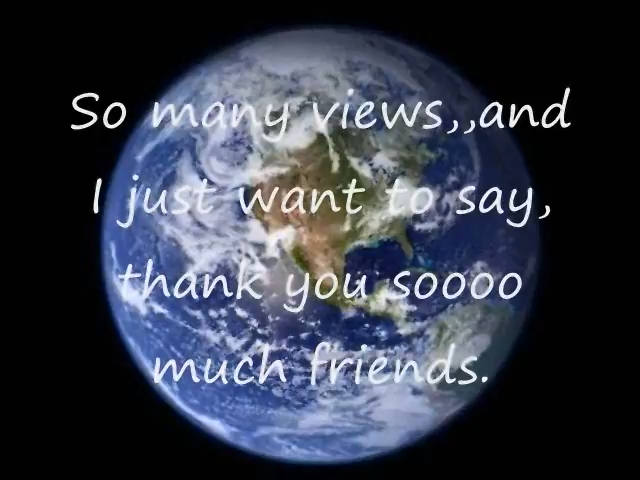 So many views,,and
I just want to say,
thank you soooo
much friends.